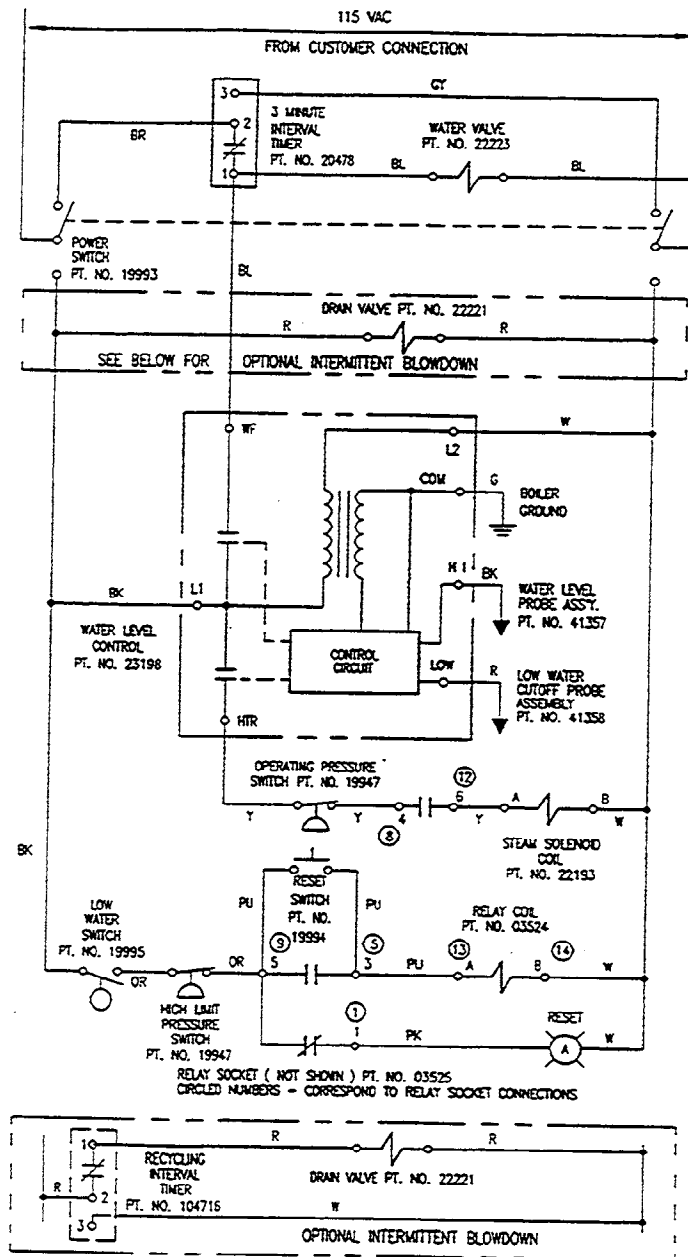 115 VAC
FROM CUSTOMER CONNECTION
3
GY
3 MINUTE
INTERVAL
TIMER
PT. NO. 20478
WATER VALVE
PT. NO. 22223
BR
2
1
BL
BL
POWER
SWITCH
PT. NO. 19993
BL
DRAIN VALVE PT. NO. 22221
R
R
SEE BELOW FOR OPTIONAL INTERMITTENT BLOWDOWN
WF
L2
W
COM
G
BOILER
GROUND
H I
BK
WATER LEVEL
PROBE ASS'Y.
PT. NO. 41357
BK
L1
WATER LEVEL
CONTROL
PT. NO. 23198
CONTROL
CIRCUIT
LOW
R
LOW WATER
CUTOFF PROBE
ASSEMBLY
PT. NO. 41358
HTR
OPERATING PRESSURE
SWITCH PT. NO. 19947
12
Y
Y
4
6
Y
A
B
W
8
STEAM SOLENOID
COIL
PT. NO. 22193
BK
RESET
SWITCH
PT. NO.
19994
PU
PU
LOW
WATER
SWITCH
PT. NO. 19995
RELAY COIL
PT. NO. 03524
9
5
13
14
OR
OR
5
3
PU
A
B
W
HIGH LIMIT
PRESSURE
SWITCH
PT. NO. 19947
1
1
PK
RESET
A
W
RELAY SOCKET ( NOT SHOWN ) PT. NO. 03525
CIRCLED NUMBERS - CORRESPOND TO RELAY SOCKET CONNECTIONS
1
R
R
RECYCLING
INTERVAL
TIMER
PT. NO. 104716
DRAIN VALVE PT. NO. 22221
R
2
3
W
OPTIONAL INTERMITTENT BLOWDOWN